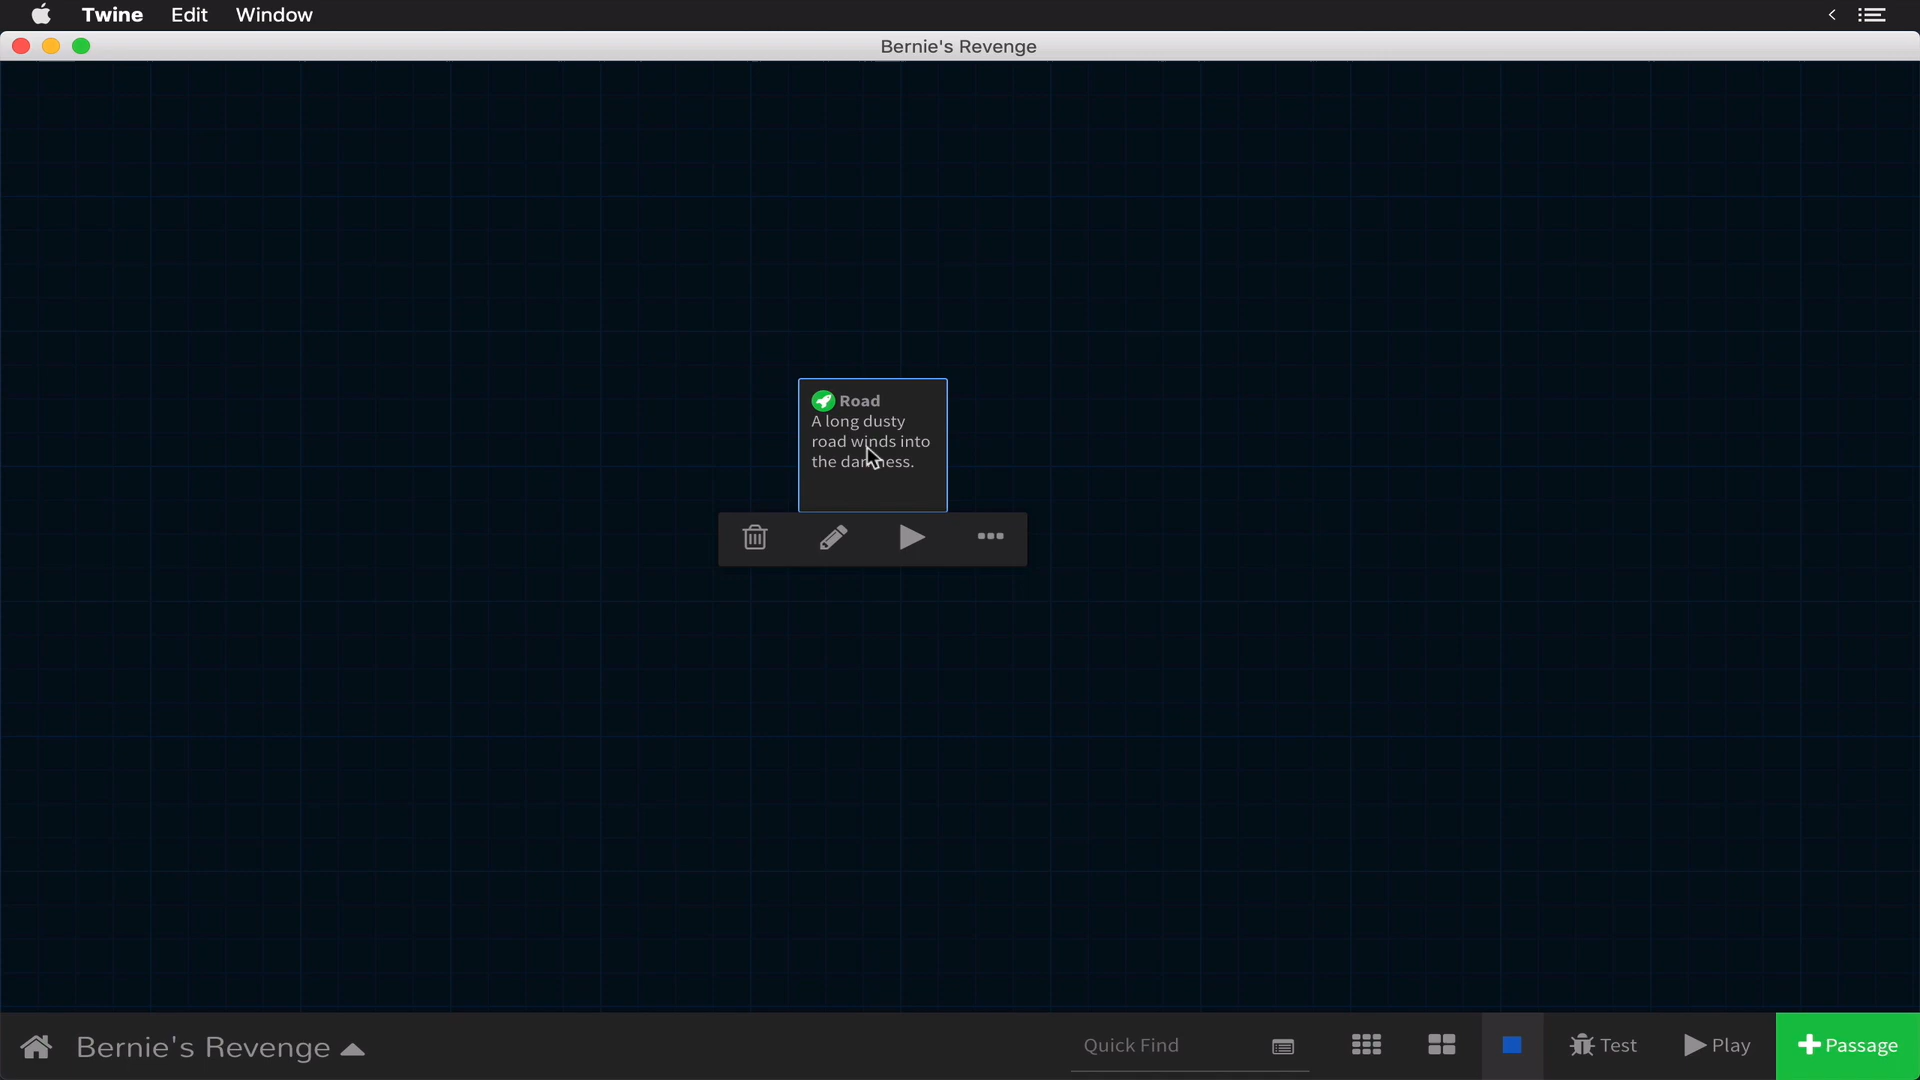 Twine Edit Window
Bernie's Revenge
Road
A long dusty
road winds into
the darkness.
Bernie's Revenge
Quick Find
Test
Play
Passage